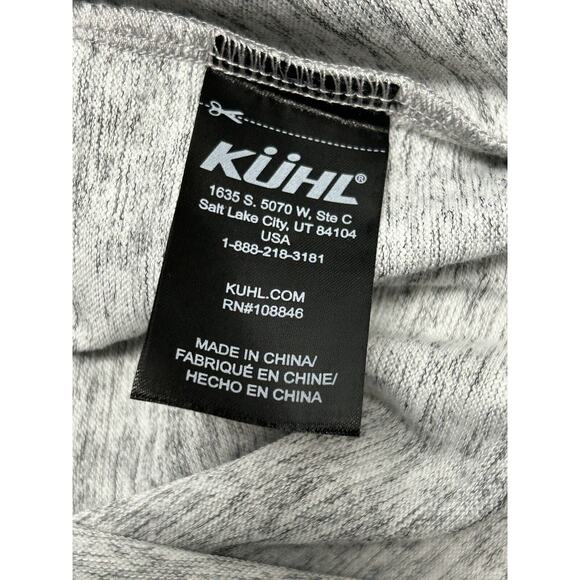 KÜHL®
1635 S. 5070 W, Ste C
Salt Lake City, UT 84104
USA
1-888-218-3181
KUHL.COM
RN#108846
MADE IN CHINA/
FABRIQUÉ EN CHINE/
HECHO EN CHINA